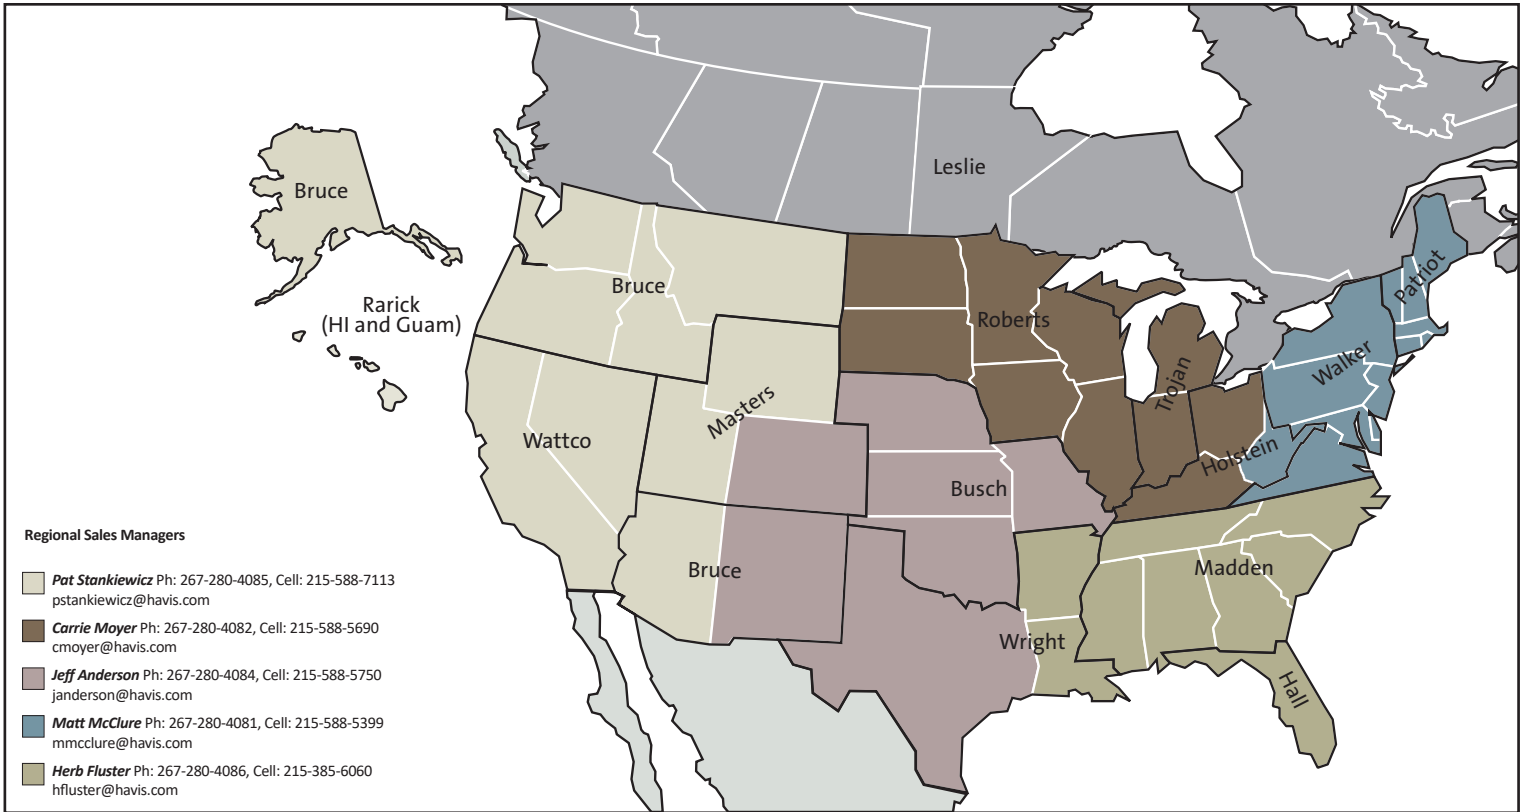 Leslie
Bruce
Patriot
Bruce
Rarick
(HI and Guam)
Roberts
Walker
Trojan
Masters
Wattco
Holstein
Busch
Bruce
Madden
Wright
Hall
Regional Sales Managers
Pat Stankiewicz Ph: 267-280-4085, Cell: 215-588-7113
pstankiewicz@havis.com
Carrie Moyer Ph: 267-280-4082, Cell: 215-588-5690
cmoyer@havis.com
Jeff Anderson Ph: 267-280-4084, Cell: 215-588-5750
janderson@havis.com
Matt McClure Ph: 267-280-4081, Cell: 215-588-5399
mmcclure@havis.com
Herb Fluster Ph: 267-280-4086, Cell: 215-385-6060
hfluster@havis.com